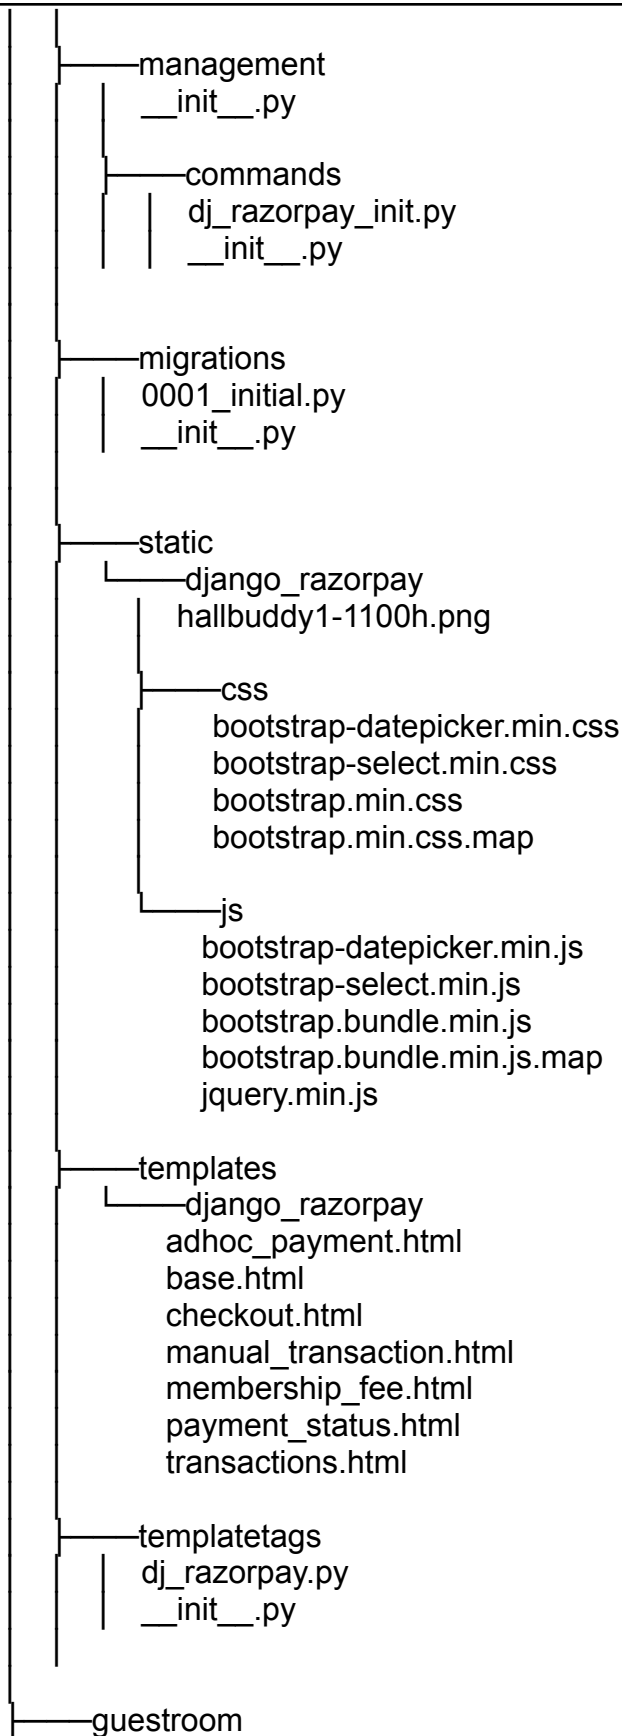 management
__init__.py
commands
dj_razorpay_init.py
__init__.py
migrations
0001_initial.py
__init__.py
static
django_razorpay
hallbuddy1-1100h.png
css
bootstrap-datepicker.min.css
bootstrap-select.min.css
bootstrap.min.css
bootstrap.min.css.map
js
bootstrap-datepicker.min.js
bootstrap-select.min.js
bootstrap.bundle.min.js
bootstrap.bundle.min.js.map
jquery.min.js
templates
django_razorpay
adhoc_payment.html
base.html
checkout.html
manual_transaction.html
membership_fee.html
payment_status.html
transactions.html
templatetags
dj_razorpay.py
__init__.py
guestroom